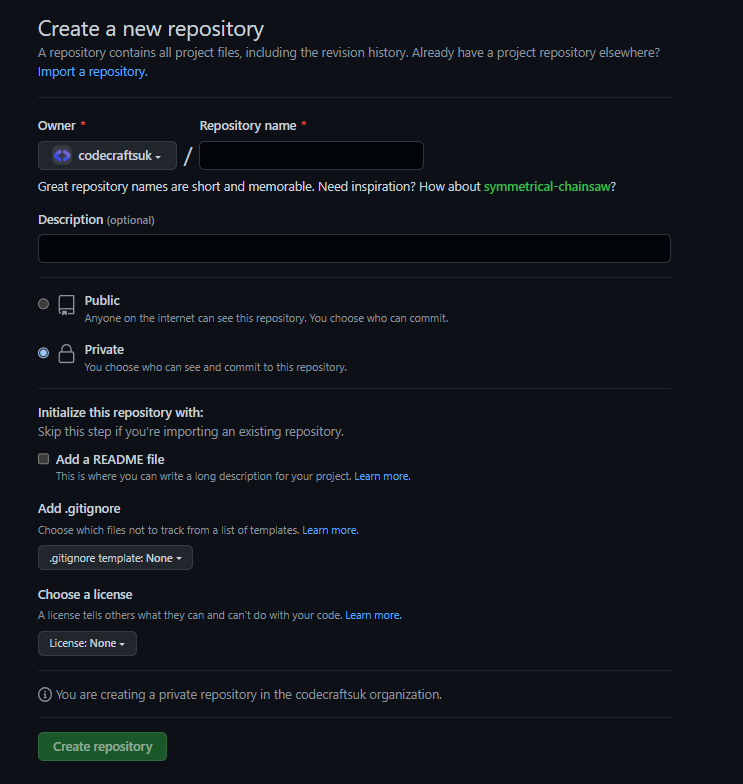 Create a new repository
A repository contains all project files, including the revision history. Already have a project repository elsewhere?
Import a repository.
Owner *
Repository name *
codecraftsuk
/
Great repository names are short and memorable. Need inspiration? How about symmetrical-chainsaw?
Description (optional)
Public
Anyone on the internet can see this repository. You choose who can commit.
Private
You choose who can see and commit to this repository.
Initialize this repository with:
Skip this step if you're importing an existing repository.
Add a README file
This is where you can write a long description for your project. Learn more.
Add .gitignore
Choose which files not to track from a list of templates. Learn more.
.gitignore template: None
Choose a license
A license tells others what they can and can't do with your code. Learn more.
License: None
You are creating a private repository in the codecraftsuk organization.
Create repository